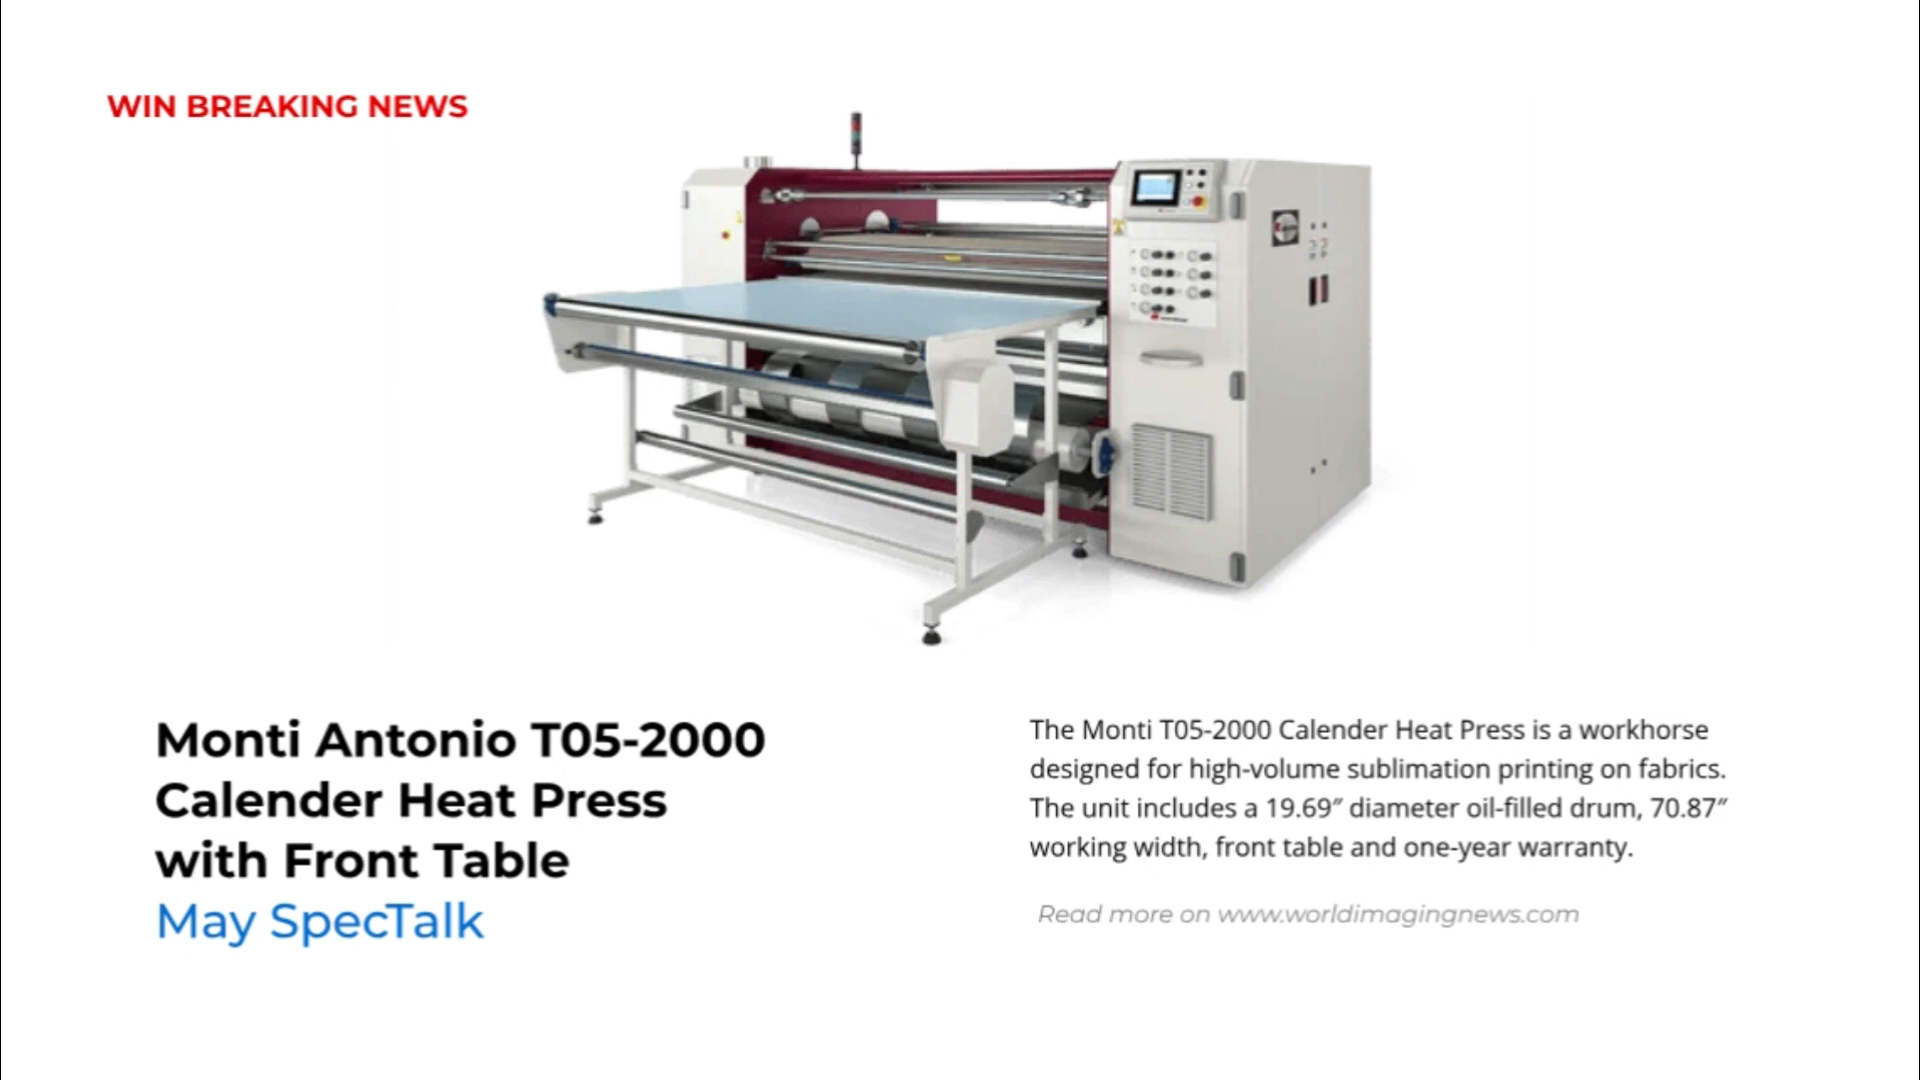 WIN BREAKING NEWS
Monti Antonio T05-2000
Calender Heat Press
with Front Table
May SpecTalk
The Monti T05-2000 Calender Heat Press is a workhorse
designed for high-volume sublimation printing on fabrics.
The unit includes a 19.69″ diameter oil-filled drum, 70.87″
working width, front table and one-year warranty.
Read more on www.worldimagingnews.com